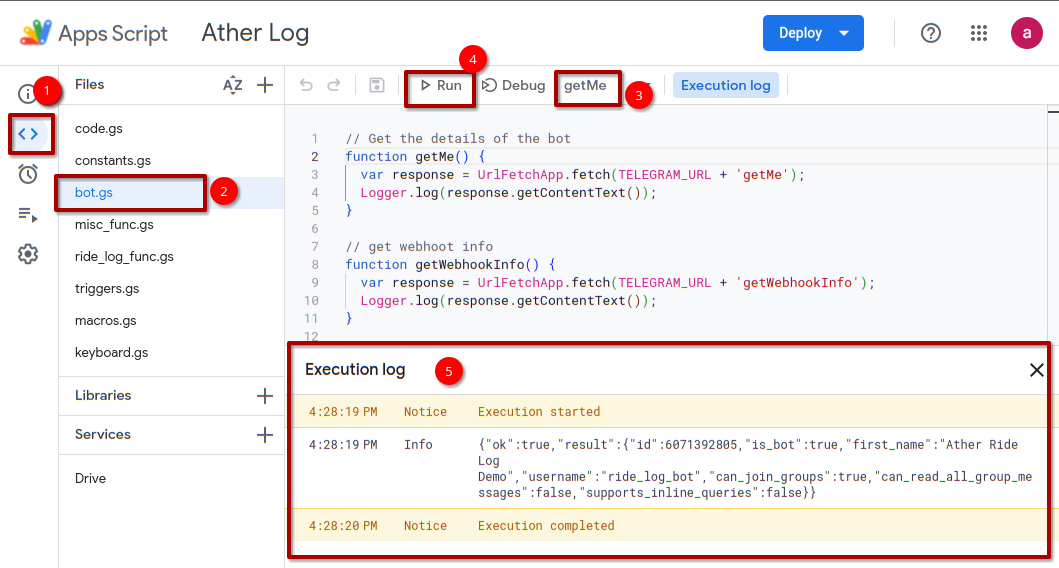 Apps Script
Ather Log
Deploy
a
1
Files
AZ
code.gs
constants.gs
bot.gs
2
misc_func.gs
ride_log_func.gs
triggers.gs
macros.gs
keyboard.gs
Libraries
Services
Drive
4
Run
Debug
getMe
3
Execution log
1 // Get the details of the bot
2 function getMe() {
3 var response = UrlFetchApp.fetch(TELEGRAM_URL + 'getMe');
4 Logger.log(response.getContentText());
5 }
6
7 // get webhoot info
8 function getWebhookInfo() {
9 var response = UrlFetchApp.fetch(TELEGRAM_URL + 'getWebhookInfo');
10 Logger.log(response.getContentText());
11 }
12
Execution log
5
4:28:19 PM Notice Execution started
4:28:19 PM Info {"ok":true,"result":{"id":6071392805,"is_bot":true,"first_name":"Ather Ride
Log
Demo","username":"ride_log_bot","can_join_groups":true,"can_read_all_group_me
ssages":false,"supports_inline_queries":false}}
4:28:20 PM Notice Execution completed